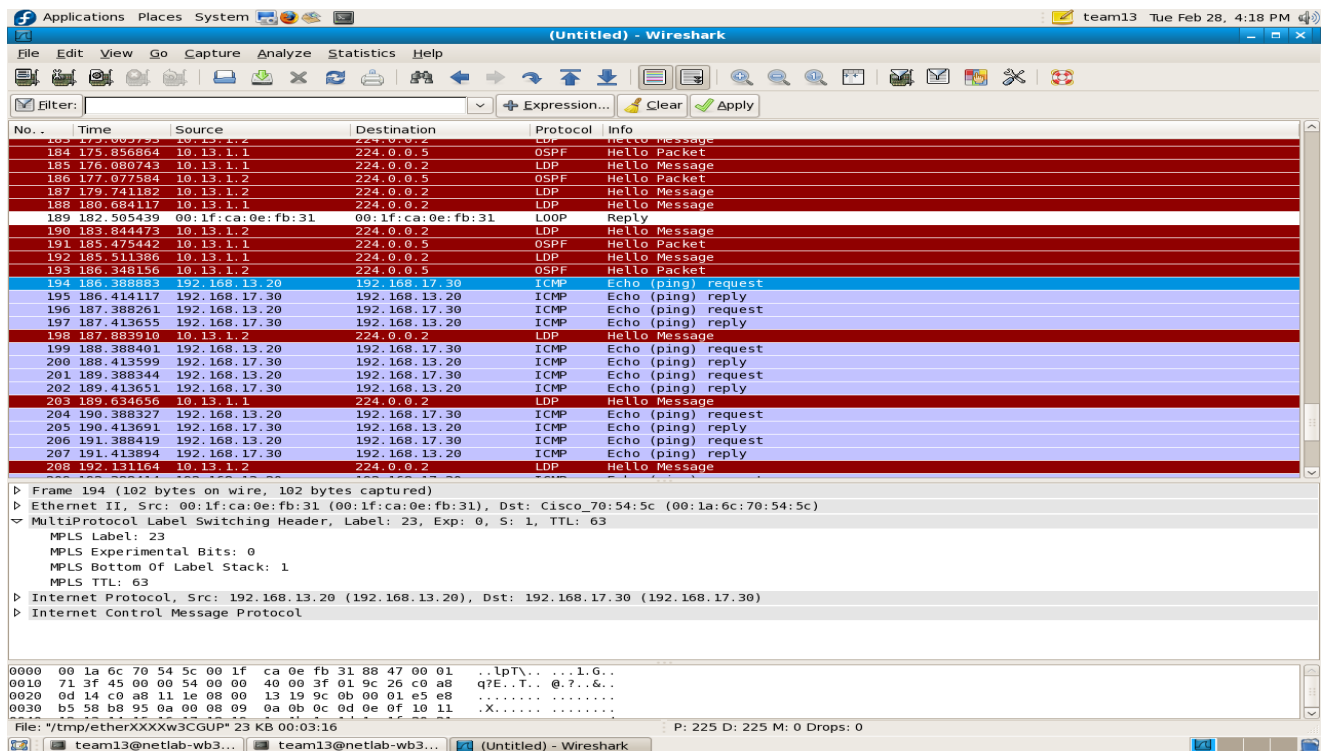 Applications Places System team13 Tue Feb 28, 4:18 PM
(Untitled) - Wireshark
File Edit View Go Capture Analyze Statistics Help
Filter: Expression... Clear Apply
No. . Time Source Destination Protocol Info
183 175.005793 10.13.1.2 224.0.0.2 LDP Hello Message
184 175.856864 10.13.1.1 224.0.0.5 OSPF Hello Packet
185 176.080743 10.13.1.1 224.0.0.2 LDP Hello Message
186 177.077584 10.13.1.2 224.0.0.5 OSPF Hello Packet
187 179.741182 10.13.1.2 224.0.0.2 LDP Hello Message
188 180.684117 10.13.1.1 224.0.0.2 LDP Hello Message
189 182.505439 00:1f:ca:0e:fb:31 00:1f:ca:0e:fb:31 LOOP Reply
190 183.844473 10.13.1.2 224.0.0.2 LDP Hello Message
191 185.475442 10.13.1.1 224.0.0.5 OSPF Hello Packet
192 185.511386 10.13.1.1 224.0.0.2 LDP Hello Message
193 186.348156 10.13.1.2 224.0.0.5 OSPF Hello Packet
194 186.388883 192.168.13.20 192.168.17.30 ICMP Echo (ping) request
195 186.414117 192.168.17.30 192.168.13.20 ICMP Echo (ping) reply
196 187.388261 192.168.13.20 192.168.17.30 ICMP Echo (ping) request
197 187.413655 192.168.17.30 192.168.13.20 ICMP Echo (ping) reply
198 187.883910 10.13.1.2 224.0.0.2 LDP Hello Message
199 188.388401 192.168.13.20 192.168.17.30 ICMP Echo (ping) request
200 188.413599 192.168.17.30 192.168.13.20 ICMP Echo (ping) reply
201 189.388344 192.168.13.20 192.168.17.30 ICMP Echo (ping) request
202 189.413651 192.168.17.30 192.168.13.20 ICMP Echo (ping) reply
203 189.634656 10.13.1.1 224.0.0.2 LDP Hello Message
204 190.388327 192.168.13.20 192.168.17.30 ICMP Echo (ping) request
205 190.413691 192.168.17.30 192.168.13.20 ICMP Echo (ping) reply
206 191.388419 192.168.13.20 192.168.17.30 ICMP Echo (ping) request
207 191.413894 192.168.17.30 192.168.13.20 ICMP Echo (ping) reply
208 192.131164 10.13.1.2 224.0.0.2 LDP Hello Message
Frame 194 (102 bytes on wire, 102 bytes captured)
Ethernet II, Src: 00:1f:ca:0e:fb:31 (00:1f:ca:0e:fb:31), Dst: Cisco_70:54:5c (00:1a:6c:70:54:5c)
MultiProtocol Label Switching Header, Label: 23, Exp: 0, S: 1, TTL: 63
MPLS Label: 23
MPLS Experimental Bits: 0
MPLS Bottom Of Label Stack: 1
MPLS TTL: 63
Internet Protocol, Src: 192.168.13.20 (192.168.13.20), Dst: 192.168.17.30 (192.168.17.30)
Internet Control Message Protocol
0000 00 1a 6c 70 54 5c 00 1f ca 0e fb 31 88 47 00 01 ..lpT\.. ...1.G..
0010 71 3f 45 00 00 54 00 00 40 00 3f 01 9c 26 c0 a8 q?E..T.. @.?..&..
0020 0d 14 c0 a8 11 1e 08 00 13 19 9c 0b 00 01 e5 e8 ........ ........
0030 b5 58 b8 95 0a 00 08 09 0a 0b 0c 0d 0e 0f 10 11 .X...... ........
File: "/tmp/etherXXXXw3CGUP" 23 KB 00:03:16 P: 225 D: 225 M: 0 Drops: 0
team13@netlab-wb3... team13@netlab-wb3... (Untitled) - Wireshark